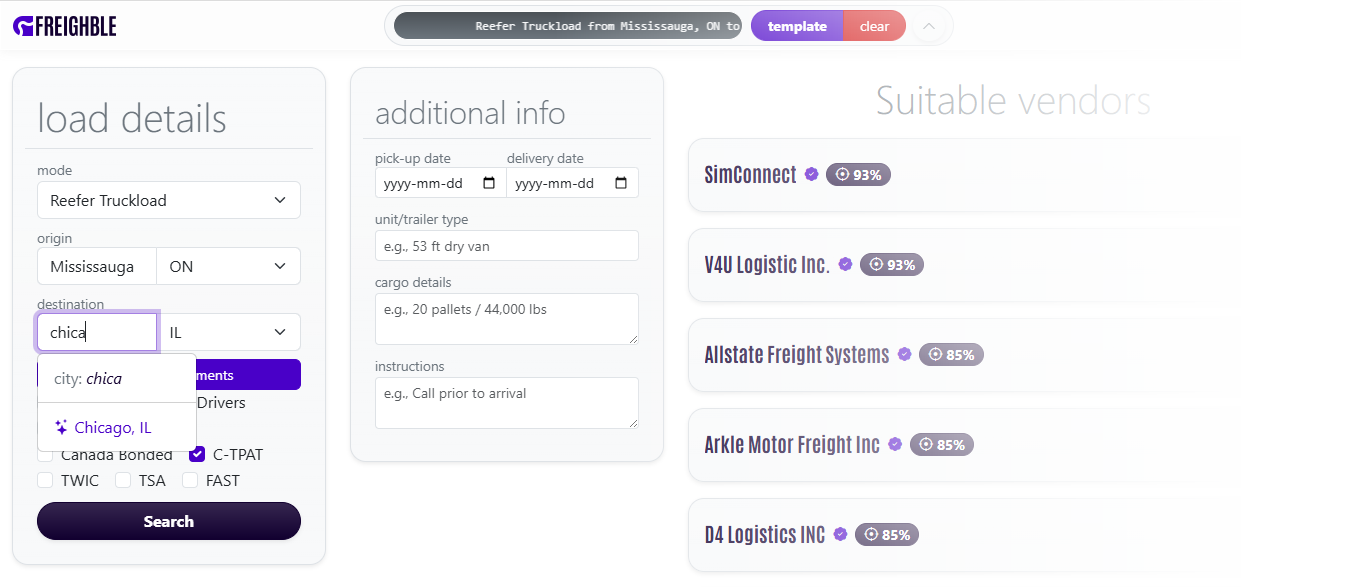 FREIGHBLE
Reefer Truckload from Mississauga, ON to
template
clear
load details
mode
Reefer Truckload
origin
Mississauga
ON
destination
chica
IL
city: chica
ments
Chicago, IL
Drivers
Canada Bonded
C-TPAT
TWIC
TSA
FAST
Search
additional info
pick-up date
delivery date
yyyy-mm-dd
yyyy-mm-dd
unit/trailer type
e.g., 53 ft dry van
cargo details
e.g., 20 pallets / 44,000 lbs
instructions
e.g., Call prior to arrival
Suitable vendors
SimConnect 93%
V4U Logistic Inc. 93%
Allstate Freight Systems 85%
Arkle Motor Freight Inc 85%
D4 Logistics INC 85%